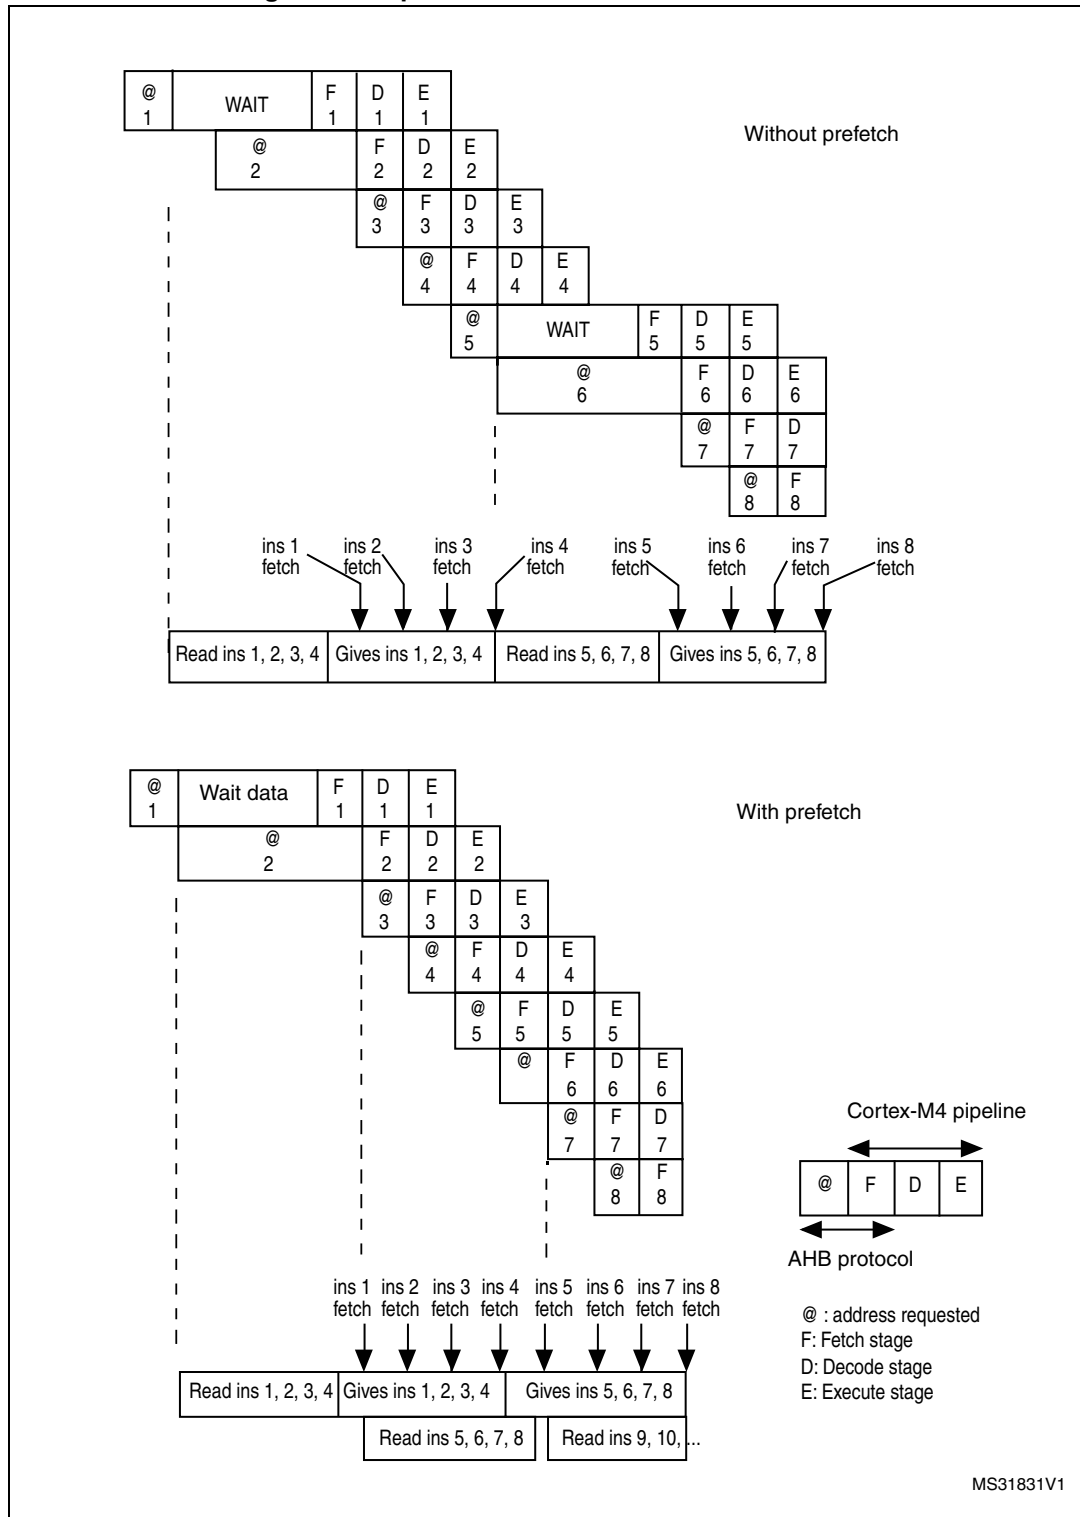 @ WAIT F D E
1 1 1 1
Without prefetch
@ F D E
2 2 2 2
@ F D E
3 3 3 3
@ F D E
4 4 4 4
@ WAIT F D E
5 5 5 5
@ F D E
6 6 6 6
@ F D
7 7 7
@ F
8 8
ins 1 ins 2 ins 3 ins 4 ins 5 ins 6 ins 7 ins 8
fetch fetch fetch fetch fetch fetch fetch fetch
Read ins 1, 2, 3, 4 Gives ins 1, 2, 3, 4 Read ins 5, 6, 7, 8 Gives ins 5, 6, 7, 8
@ Wait data F D E
1 1 1 1
With prefetch
@ F D E
2 2 2 2
@ F D E
3 3 3 3
@ F D E
4 4 4 4
@ F D E
5 5 5 5
@ F D E
6 6 6
@ F D
7 7 7
@ F
8 8
Cortex-M4 pipeline
@ F D E
AHB protocol
ins 1 ins 2 ins 3 ins 4 ins 5 ins 6 ins 7 ins 8
fetch fetch fetch fetch fetch fetch fetch fetch
@ : address requested
F: Fetch stage
D: Decode stage
E: Execute stage
Read ins 1, 2, 3, 4 Gives ins 1, 2, 3, 4 Gives ins 5, 6, 7, 8
Read ins 5, 6, 7, 8 Read ins 9, 10, ...
MS31831V1